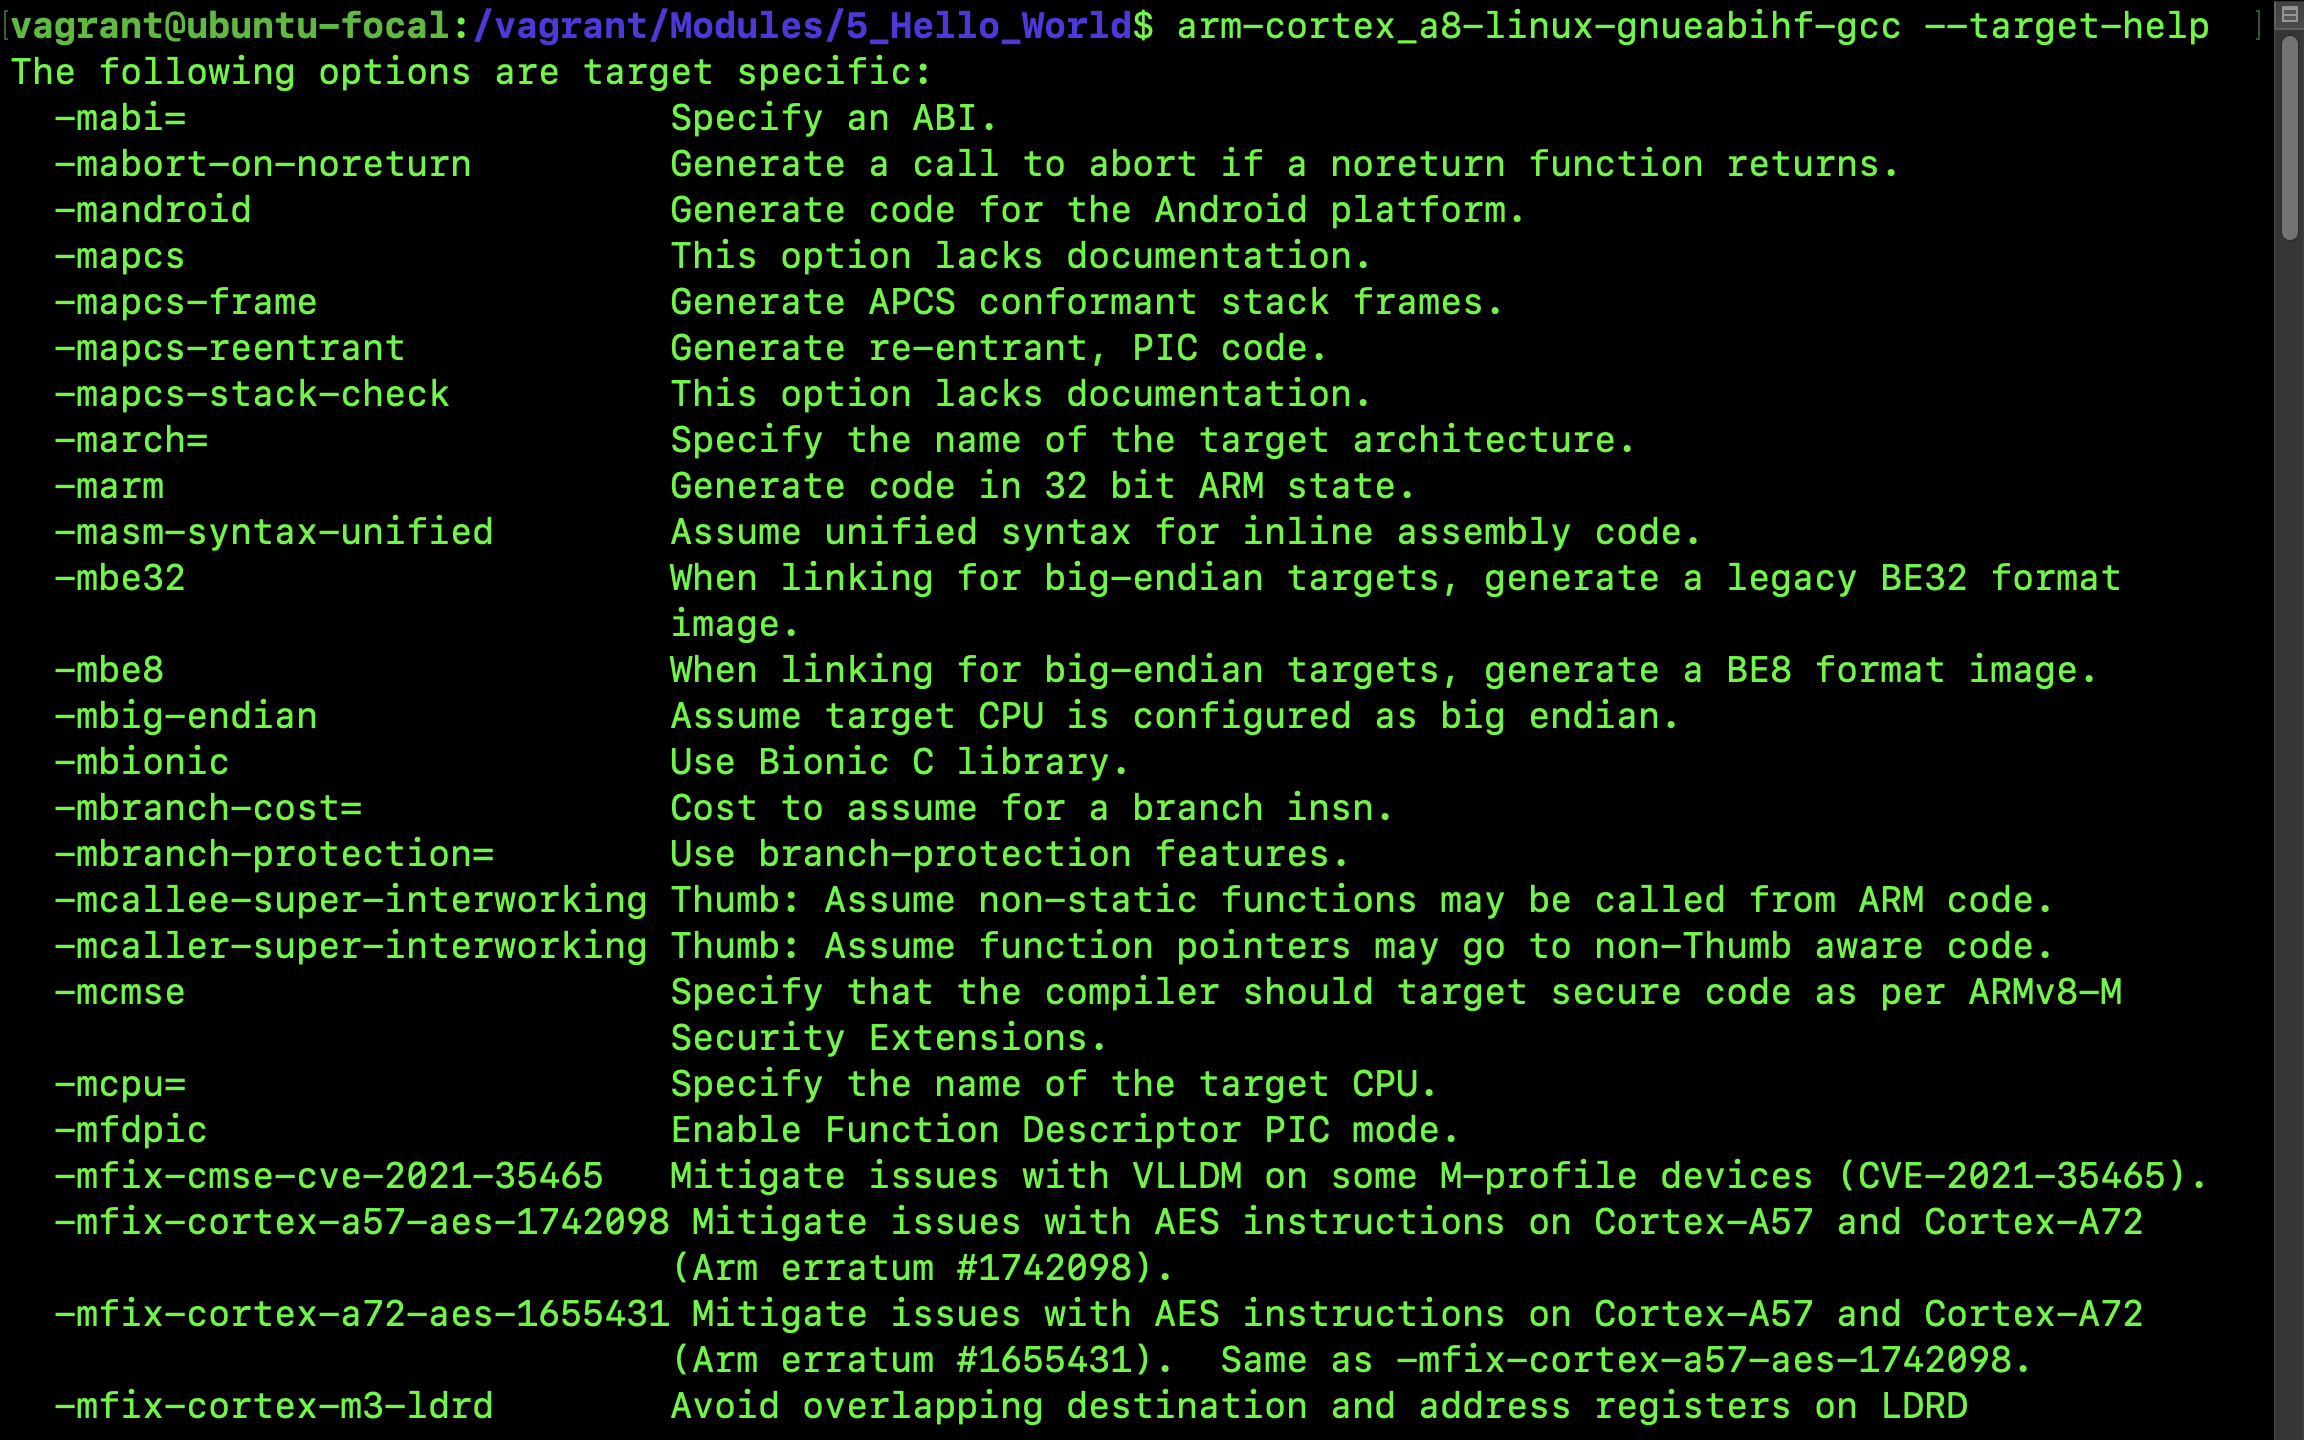 [vagrant@ubuntu-focal:/vagrant/Modules/5_Hello_World$ arm-cortex_a8-linux-gnueabihf-gcc --target-help ]
The following options are target specific:
  -mabi=                      Specify an ABI.
  -mabort-on-noreturn         Generate a call to abort if a noreturn function returns.
  -mandroid                   Generate code for the Android platform.
  -mapcs                      This option lacks documentation.
  -mapcs-frame                Generate APCS conformant stack frames.
  -mapcs-reentrant            Generate re-entrant, PIC code.
  -mapcs-stack-check          This option lacks documentation.
  -march=                     Specify the name of the target architecture.
  -marm                       Generate code in 32 bit ARM state.
  -masm-syntax-unified        Assume unified syntax for inline assembly code.
  -mbe32                      When linking for big-endian targets, generate a legacy BE32 format
                              image.
  -mbe8                       When linking for big-endian targets, generate a BE8 format image.
  -mbig-endian                Assume target CPU is configured as big endian.
  -mbionic                    Use Bionic C library.
  -mbranch-cost=              Cost to assume for a branch insn.
  -mbranch-protection=        Use branch-protection features.
  -mcallee-super-interworking Thumb: Assume non-static functions may be called from ARM code.
  -mcaller-super-interworking Thumb: Assume function pointers may go to non-Thumb aware code.
  -mcmse                      Specify that the compiler should target secure code as per ARMv8-M
                              Security Extensions.
  -mcpu=                      Specify the name of the target CPU.
  -mfdpic                     Enable Function Descriptor PIC mode.
  -mfix-cmse-cve-2021-35465   Mitigate issues with VLLDM on some M-profile devices (CVE-2021-35465).
  -mfix-cortex-a57-aes-1742098 Mitigate issues with AES instructions on Cortex-A57 and Cortex-A72
                              (Arm erratum #1742098).
  -mfix-cortex-a72-aes-1655431 Mitigate issues with AES instructions on Cortex-A57 and Cortex-A72
                              (Arm erratum #1655431).  Same as -mfix-cortex-a57-aes-1742098.
  -mfix-cortex-m3-ldrd        Avoid overlapping destination and address registers on LDRD